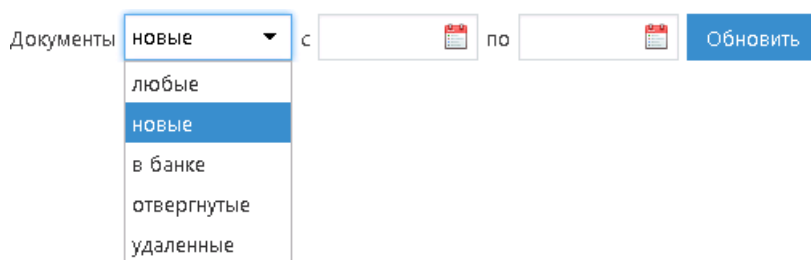 Документы новые с по Обновить
любые
новые
в банке
отвергнутые
удаленные